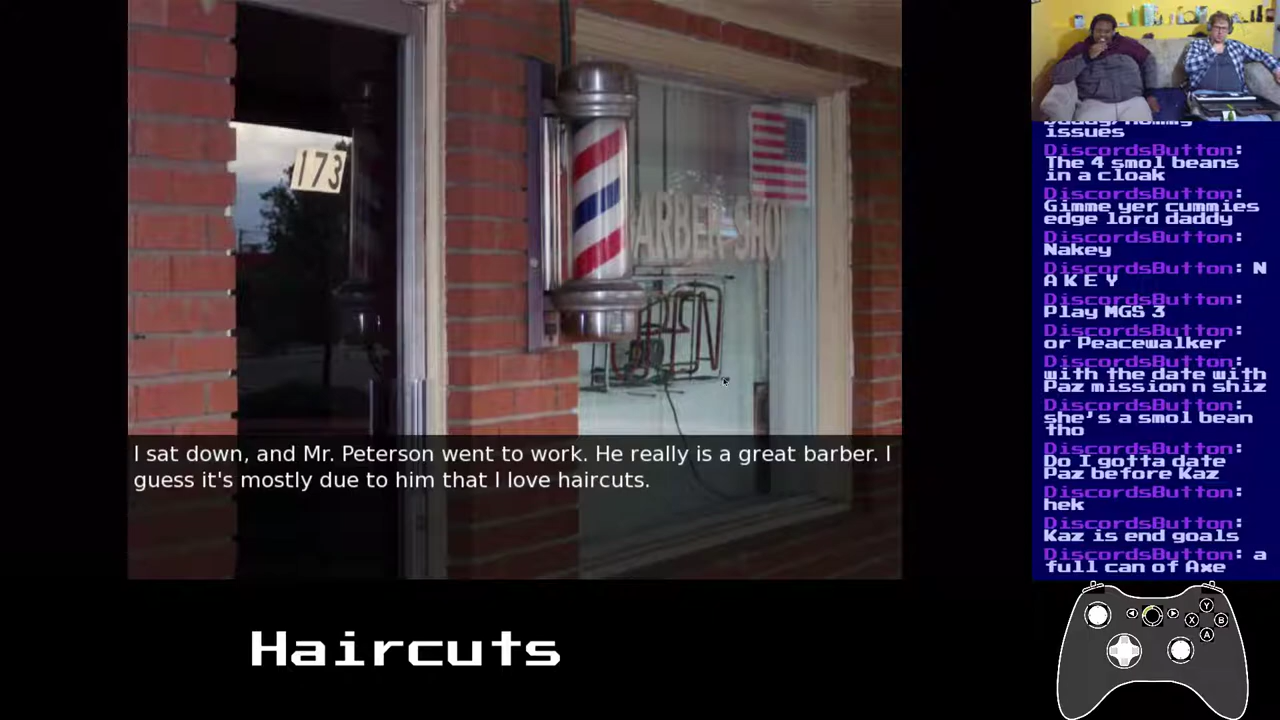 173
BARBER SHOP
OPEN
I sat down, and Mr. Peterson went to work. He really is a great barber. I
guess it's mostly due to him that I love haircuts.
Haircuts
issues
DiscordsButton:
The 4 smol beans
in a cloak
DiscordsButton:
Gimme yer cummies
edge lord daddy
DiscordsButton:
Nakey
DiscordsButton: N
A K E Y
DiscordsButton:
Play MGS 3
DiscordsButton:
or Peacewalker
DiscordsButton:
with the date with
Paz mission n shiz
DiscordsButton:
she's a smol bean
tho
DiscordsButton:
Do I gotta date
Paz before Kaz
DiscordsButton:
hek
DiscordsButton:
Kaz is end goals
DiscordsButton: a
full can of Axe
Y
X B
A